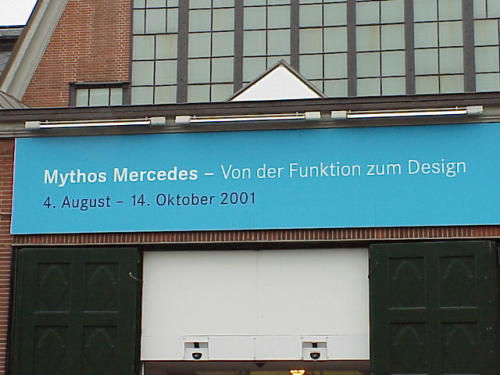 Mythos Mercedes – Von der Funktion zum Design
4. August – 14. Oktober 2001